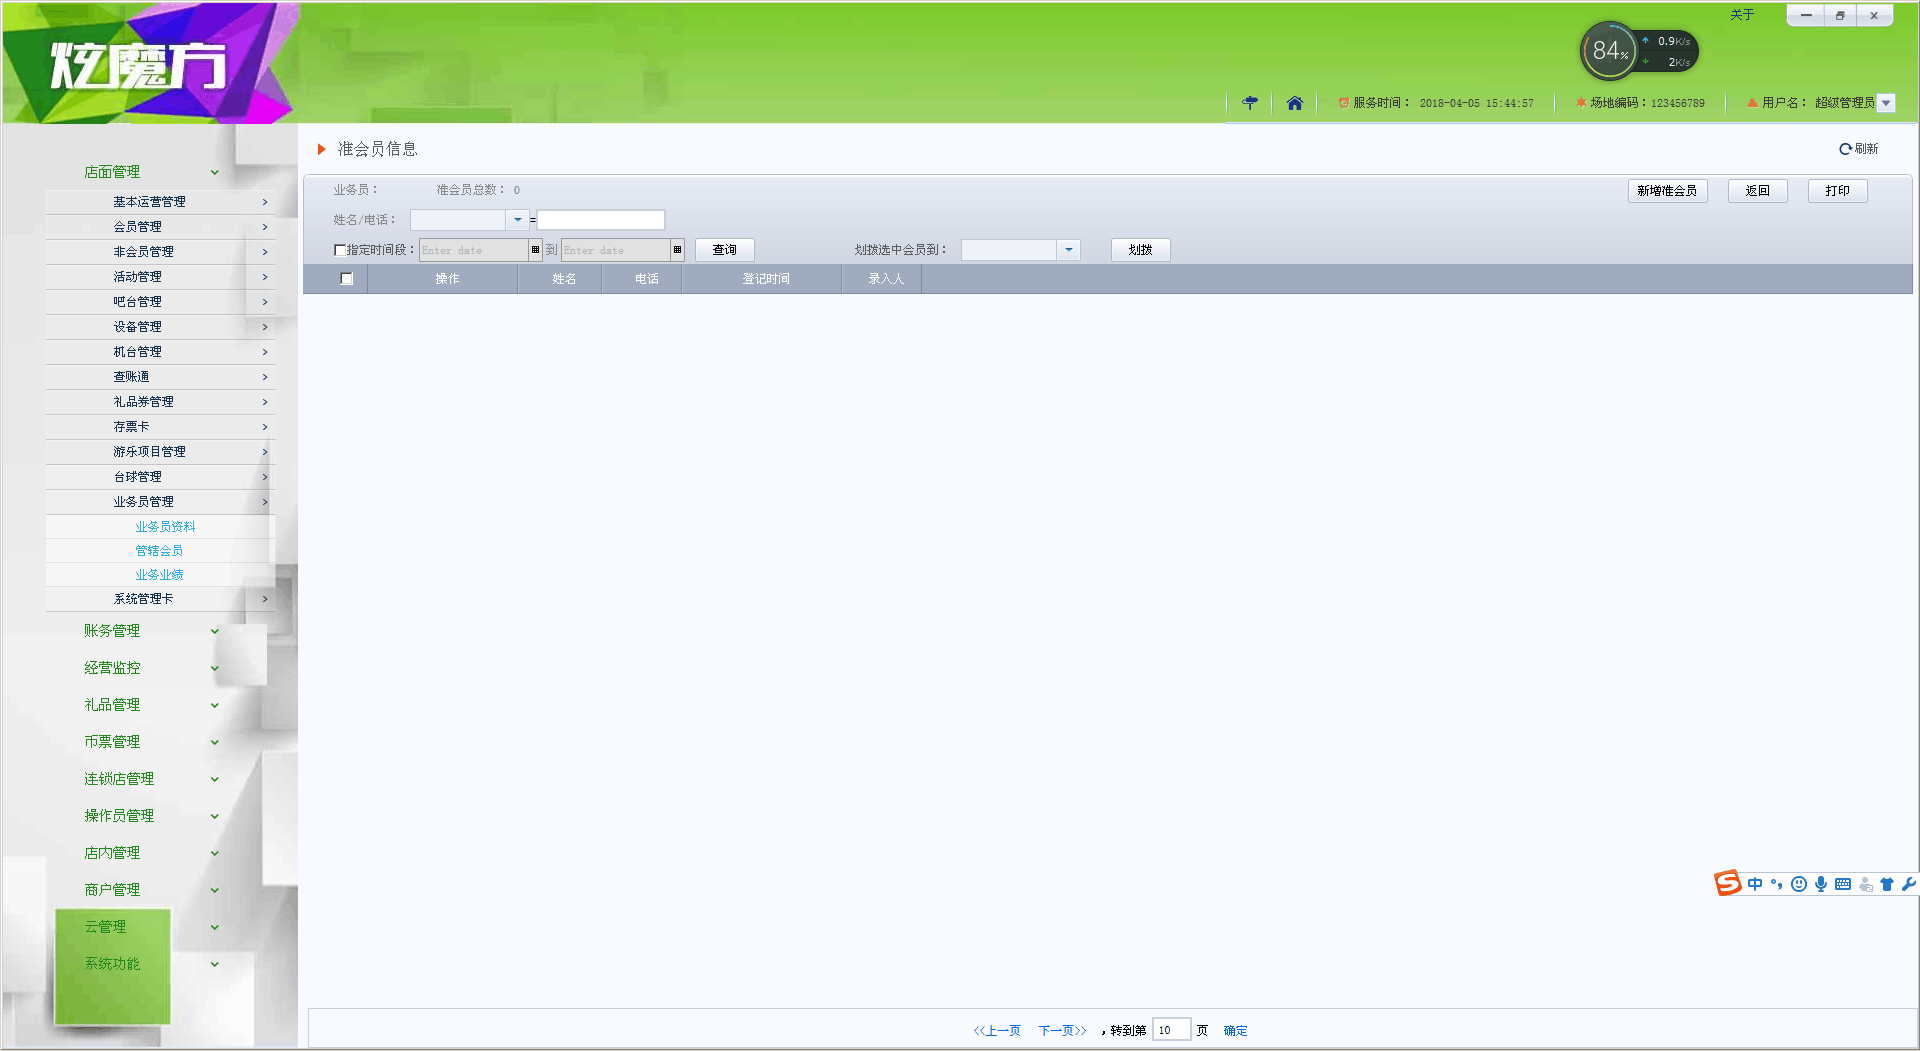 炫魔方
关于
84%
0.9K/s
2K/s
服务时间： 2018-04-05 15:44:57
场地编码：123456789
用户名： 超级管理员
店面管理
基本运营管理
会员管理
非会员管理
活动管理
吧台管理
设备管理
机台管理
查账通
礼品券管理
存票卡
游乐项目管理
台球管理
业务员管理
业务员资料
管辖会员
业务业绩
系统管理卡
账务管理
经营监控
礼品管理
币票管理
连锁店管理
操作员管理
店内管理
商户管理
云管理
系统功能
准会员信息
刷新
业务员： 准会员总数： 0
新增准会员 返回 打印
姓名/电话： =
指定时间段： Enter date 到 Enter date 查询 划拨选中会员到： 划拨
操作 姓名 电话 登记时间 录入人
中
<<上一页 下一页>> ，转到第 10 页 确定